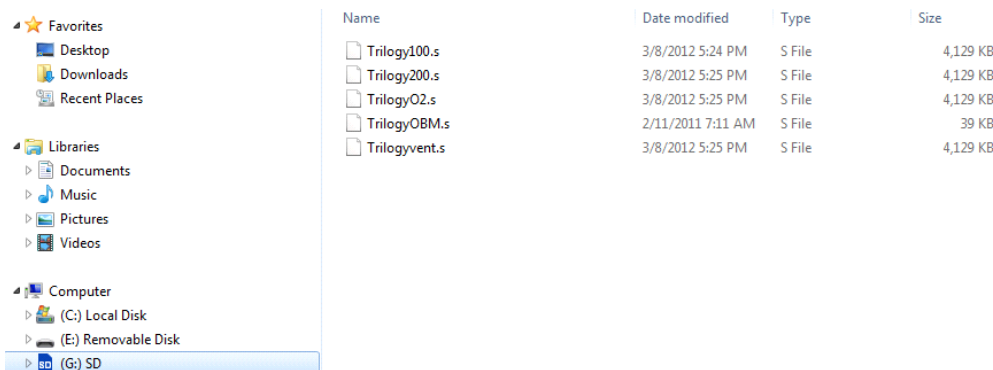 Favorites
Desktop
Downloads
Recent Places
Libraries
Documents
Music
Pictures
Videos
Computer
(C:) Local Disk
(E:) Removable Disk
SD (G:) SD
Name Date modified Type Size
Trilogy100.s 3/8/2012 5:24 PM S File 4,129 KB
Trilogy200.s 3/8/2012 5:25 PM S File 4,129 KB
TrilogyO2.s 3/8/2012 5:25 PM S File 4,129 KB
TrilogyOBM.s 2/11/2011 7:11 AM S File 39 KB
Trilogyvent.s 3/8/2012 5:25 PM S File 4,129 KB